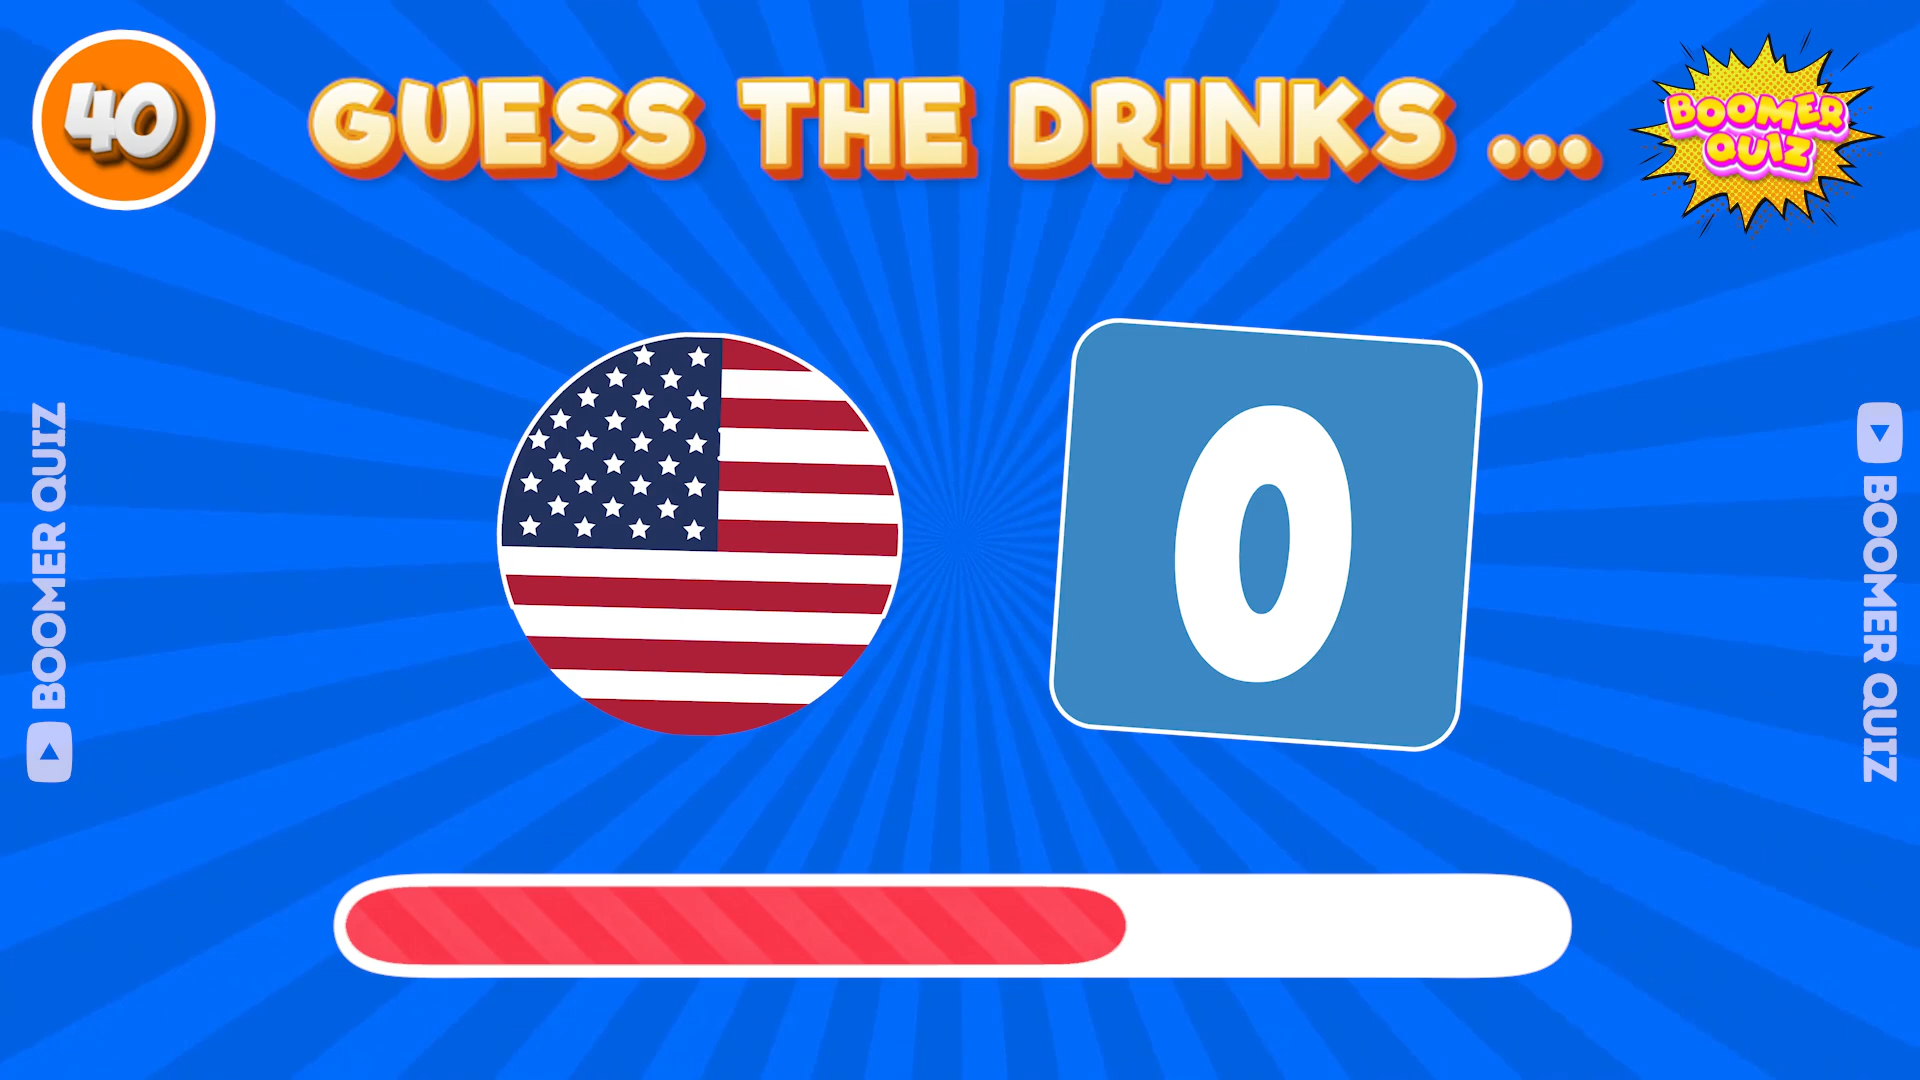 40
GUESS THE DRINKS ...
BOOMER
QUIZ
0
BOOMER QUIZ
BOOMER QUIZ